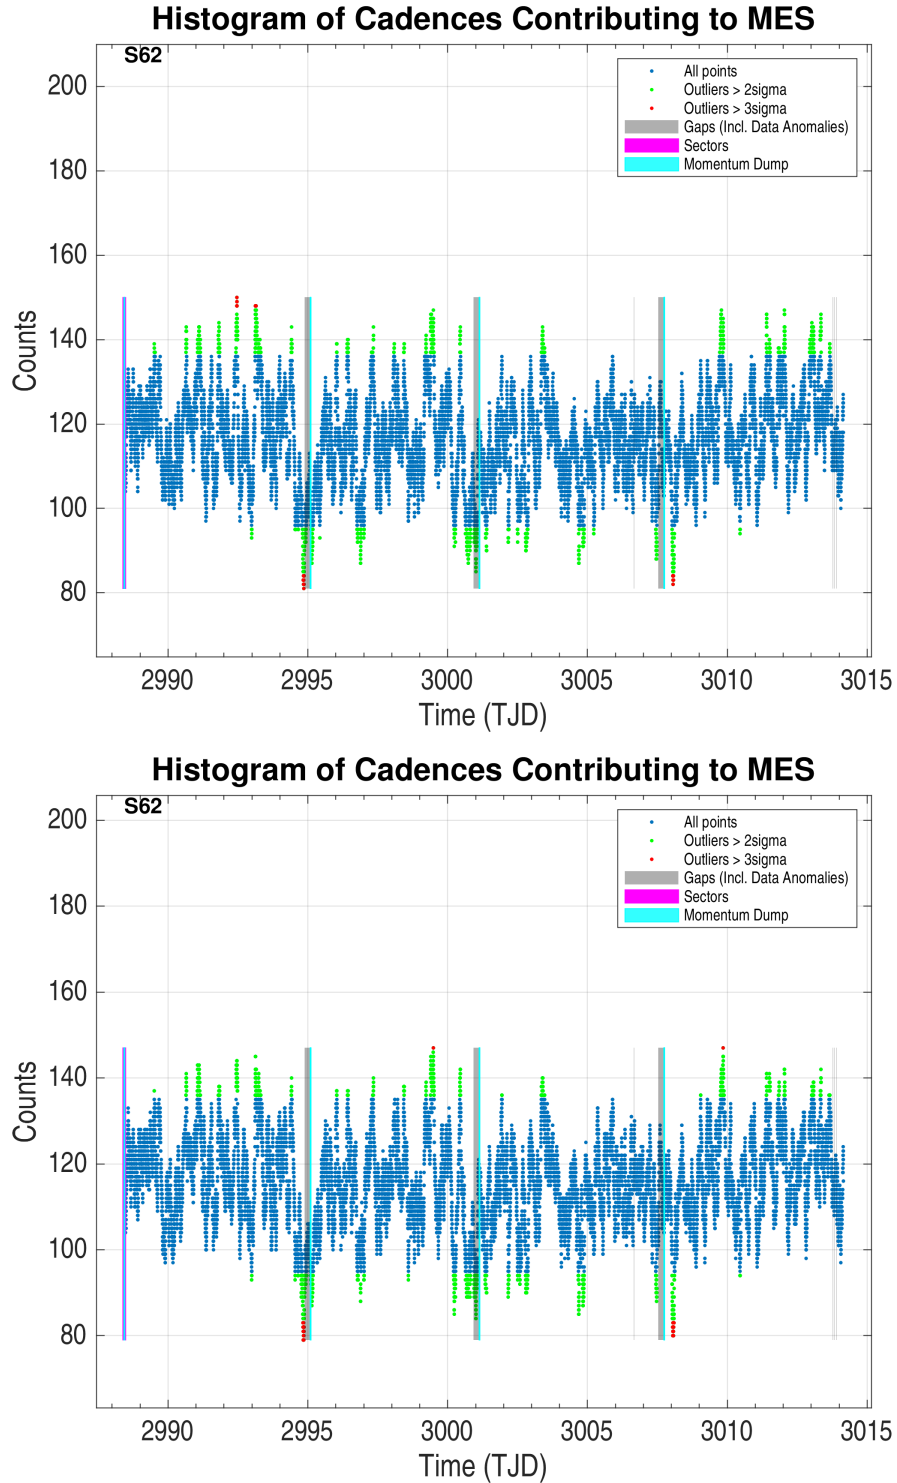 Histogram of Cadences Contributing to MES
S62
All points
Outliers > 2sigma
Outliers > 3sigma
Gaps (Incl. Data Anomalies)
Sectors
Momentum Dump
200
180
160
140
120
100
80
Counts
2990 2995 3000 3005 3010 3015
Time (TJD)
Histogram of Cadences Contributing to MES
S62
All points
Outliers > 2sigma
Outliers > 3sigma
Gaps (Incl. Data Anomalies)
Sectors
Momentum Dump
200
180
160
140
120
100
80
Counts
2990 2995 3000 3005 3010 3015
Time (TJD)